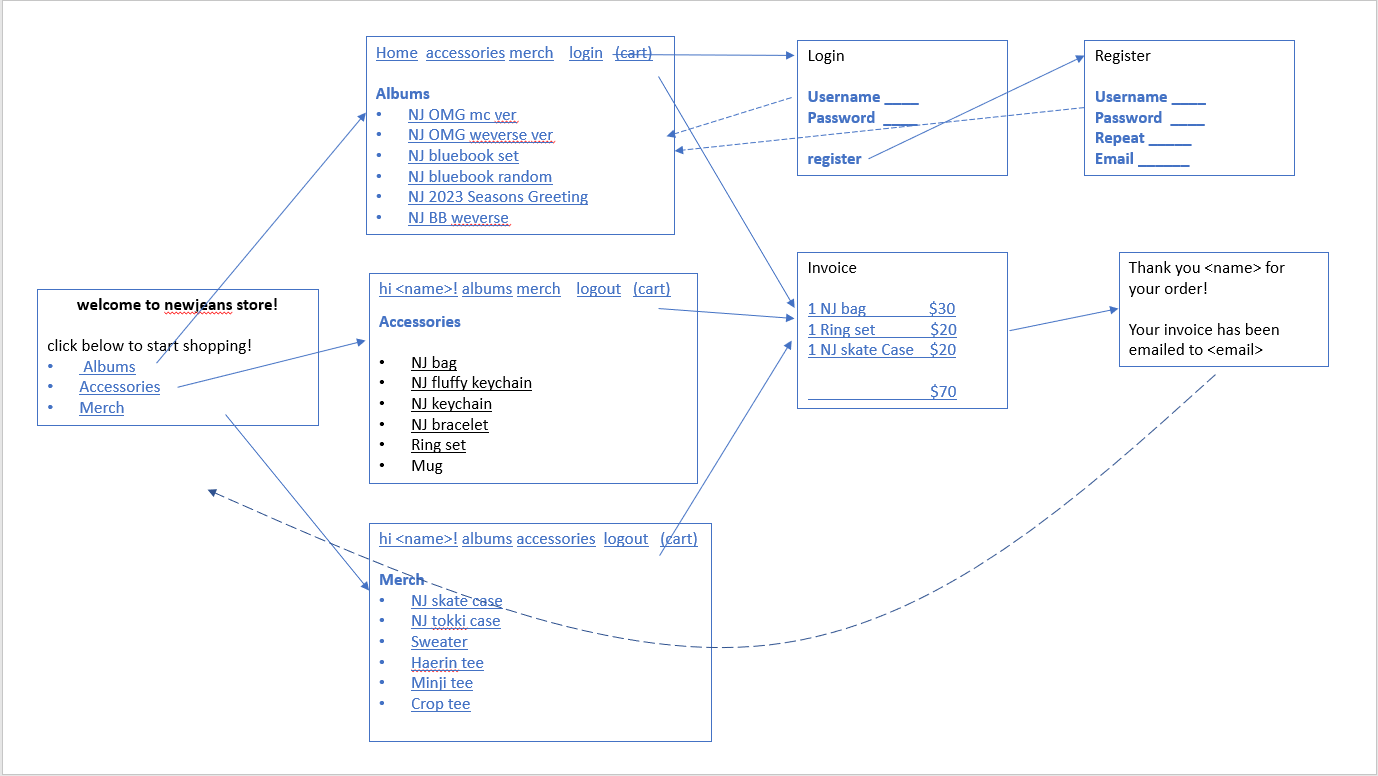 welcome to newjeans store!
click below to start shopping!
• Albums
• Accessories
• Merch
Home accessories merch login (cart)
Albums
• NJ OMG mc ver
• NJ OMG weverse ver
• NJ bluebook set
• NJ bluebook random
• NJ 2023 Seasons Greeting
• NJ BB weverse
hi <name>! albums merch logout (cart)
Accessories
• NJ bag
• NJ fluffy keychain
• NJ keychain
• NJ bracelet
• Ring set
• Mug
hi <name>! albums accessories logout (cart)
Merch
• NJ skate case
• NJ tokki case
• Sweater
• Haerin tee
• Minji tee
• Crop tee
Login
Username ____
Password ____
register
Register
Username ____
Password ____
Repeat _____
Email ______
Invoice
1 NJ bag $30
1 Ring set $20
1 NJ skate Case $20
$70
Thank you <name> for
your order!
Your invoice has been
emailed to <email>